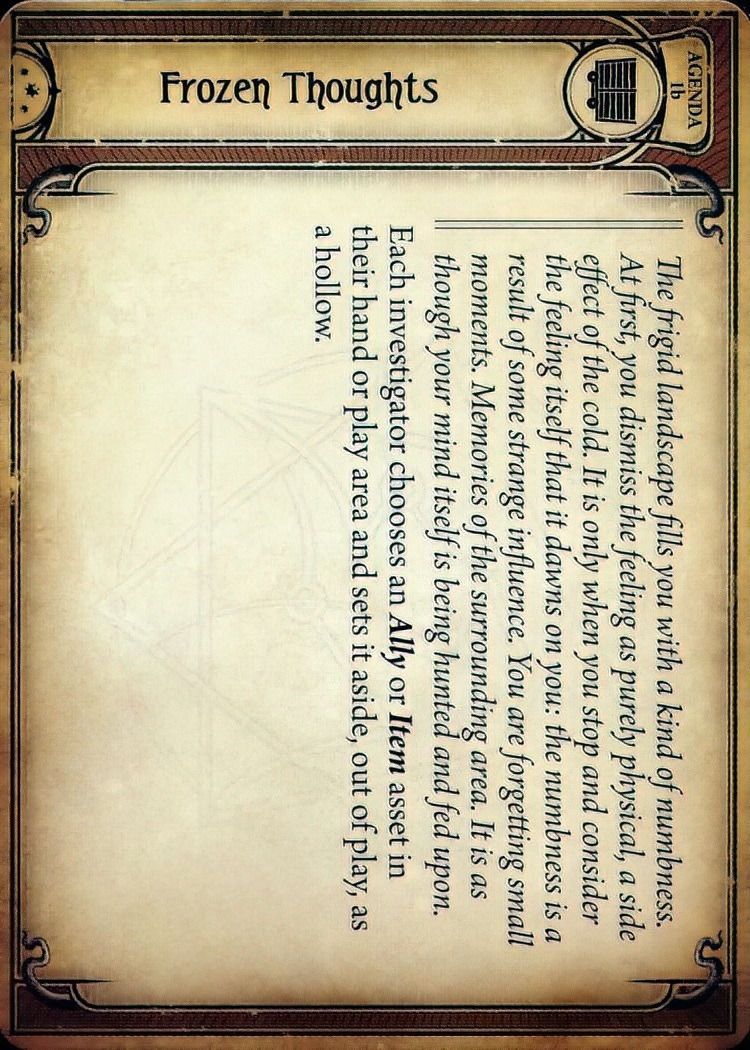 AGENDA
1b
Frozen Thoughts
The frigid landscape fills you with a kind of numbness.
At first, you dismiss the feeling as purely physical, a side
effect of the cold. It is only when you stop and consider
the feeling itself that it dawns on you: the numbness is a
result of some strange influence. You are forgetting small
moments. Memories of the surrounding area. It is as
though your mind itself is being hunted and fed upon.
Each investigator chooses an Ally or Item asset in
their hand or play area and sets it aside, out of play, as
a hollow.